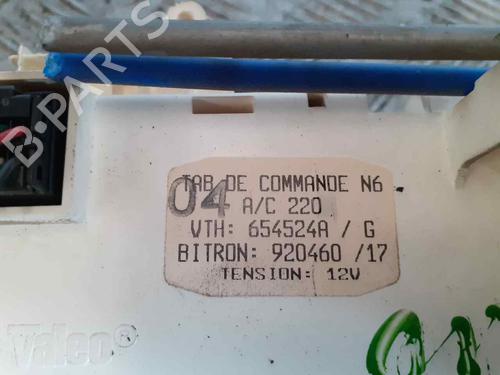 B-PARTS
TAB DE COMMANDE N6
04 A/C 220
VTH: 654524A / G
BITRON: 920460 /17
TENSION: 12V
Valeo®